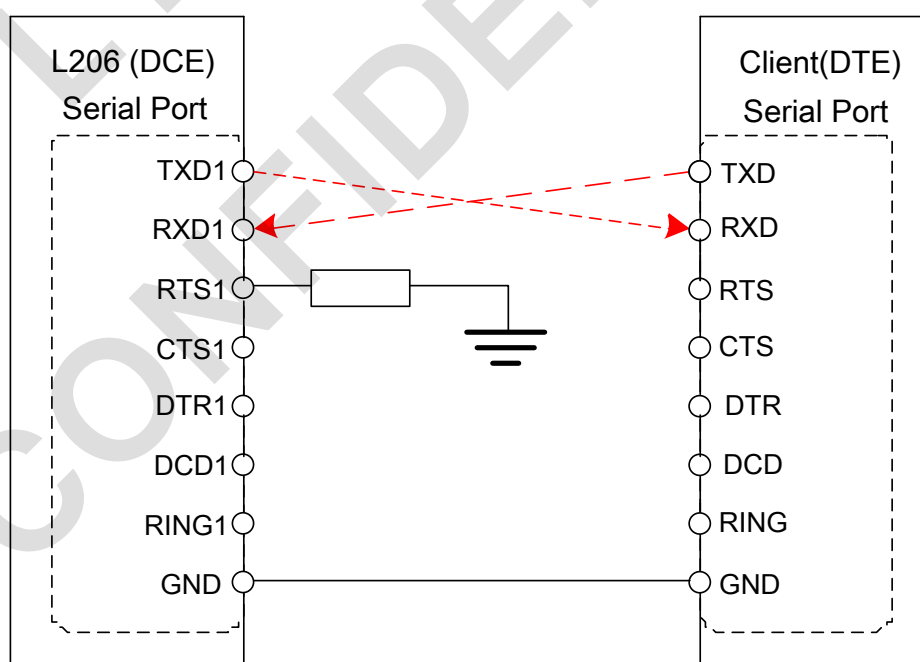 L206 (DCE)
Serial Port
TXD1
RXD1
RTS1
CTS1
DTR1
DCD1
RING1
GND
Client(DTE)
Serial Port
TXD
RXD
RTS
CTS
DTR
DCD
RING
GND
CONFIDE